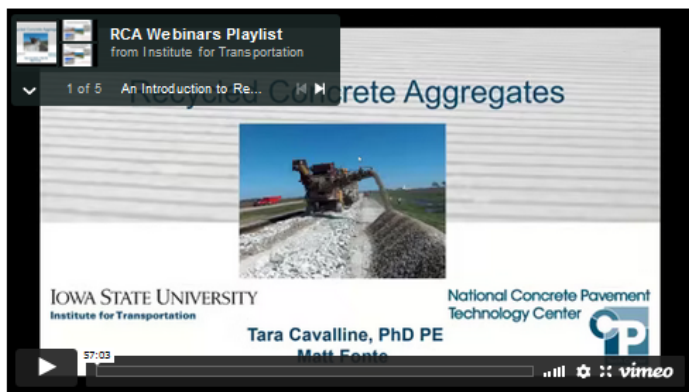 RCA Webinars Playlist
from Institute for Transportation
1 of 5 An Introduction to Re...
Recycled Concrete Aggregates
IOWA STATE UNIVERSITY
Institute for Transportation
National Concrete Pavement
Technology Center
CP
Tara Cavalline, PhD PE
Matt Fonte
57:03
vimeo